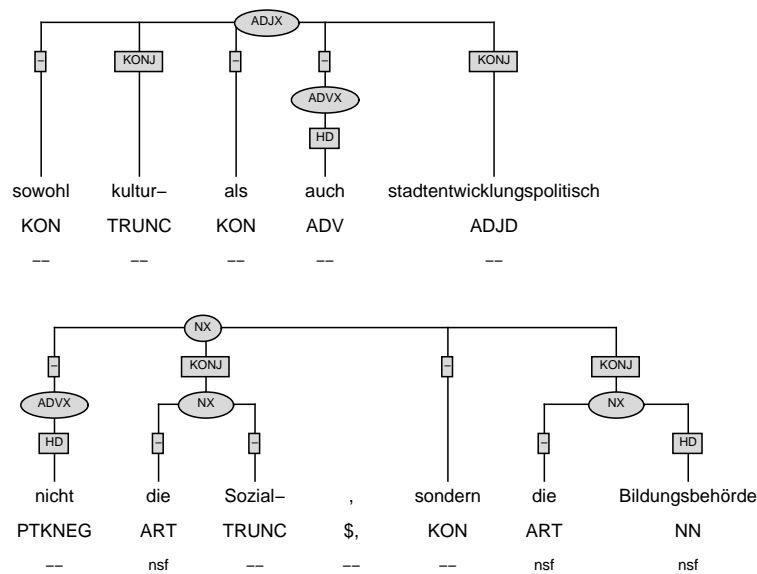 ADJX
– KONJ – – KONJ
ADVX
HD
sowohl kultur– als auch stadtentwicklungspolitisch
KON TRUNC KON ADV ADJD
–– –– –– –– ––
NX
– KONJ – KONJ
ADVX NX NX
HD – – – HD
nicht die Sozial– , sondern die Bildungsbehörde
PTKNEG ART TRUNC $, KON ART NN
–– nsf –– –– –– nsf nsf